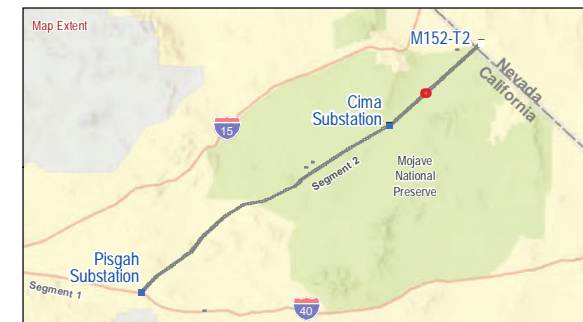 Map Extent
M152-T2
Nevada
California
Cima
Substation
15
Mojave
National
Preserve
Segment 2
Pisgah
Substation
Segment 1
40